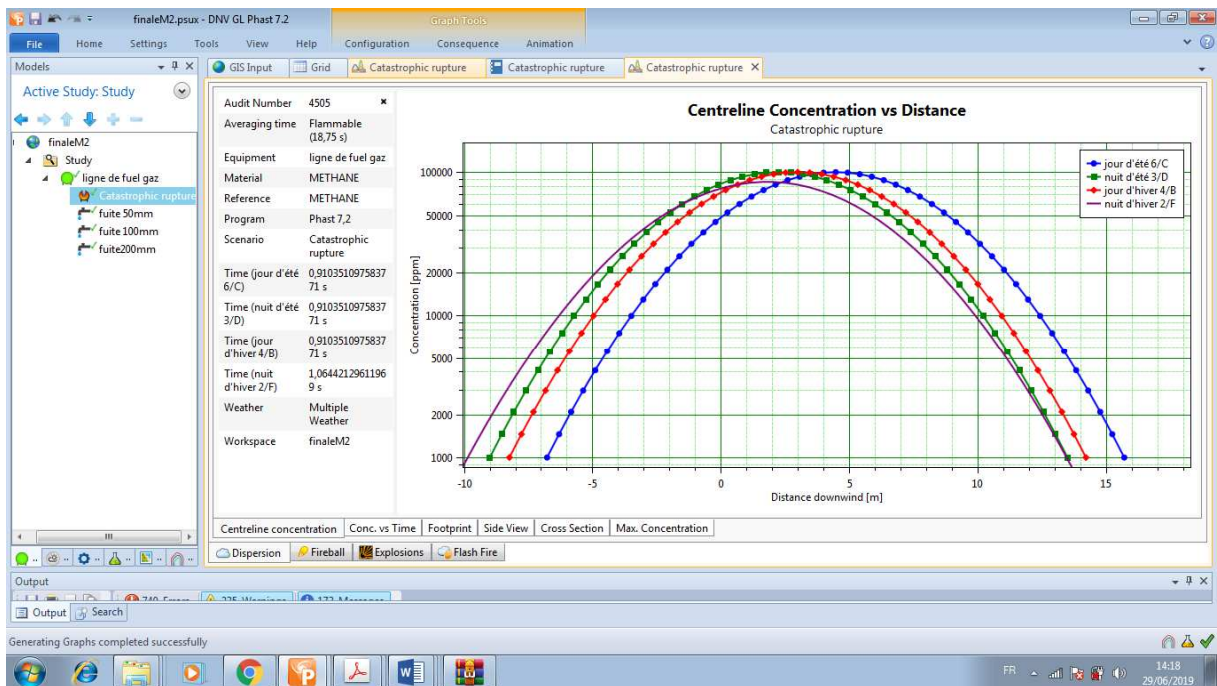 finaleM2.psux - DNV GL Phast 7.2
Graph Tools
File Home Settings Tools View Help Configuration Consequence Animation
Models
GIS Input Grid Catastrophic rupture Catastrophic rupture Catastrophic rupture
Active Study: Study
finaleM2
Study
ligne de fuel gaz
Catastrophic rupture
fuite 50mm
fuite 100mm
fuite200mm
Audit Number 4505
Averaging time Flammable
(18,75 s)
Equipment ligne de fuel gaz
Material METHANE
Reference METHANE
Program Phast 7,2
Scenario Catastrophic
rupture
Time (jour d'été 0,9103510975837
6/C) 71 s
Time (nuit d'été 0,9103510975837
3/D) 71 s
Time (jour 0,9103510975837
d'hiver 4/B) 71 s
Time (nuit 1,0644212961196
d'hiver 2/F) 9 s
Weather Multiple
Weather
Workspace finaleM2
Centreline Concentration vs Distance
Catastrophic rupture
jour d'été 6/C
nuit d'été 3/D
jour d'hiver 4/B
nuit d'hiver 2/F
Concentration [ppm]
100000
50000
20000
10000
5000
2000
1000
-10 -5 0 5 10 15
Distance downwind [m]
Centreline concentration Conc. vs Time Footprint Side View Cross Section Max. Concentration
Dispersion Fireball Explosions Flash Fire
Output
740 Errors 225 Warnings 173 Messages
Output Search
Generating Graphs completed successfully
FR
14:18
29/06/2019